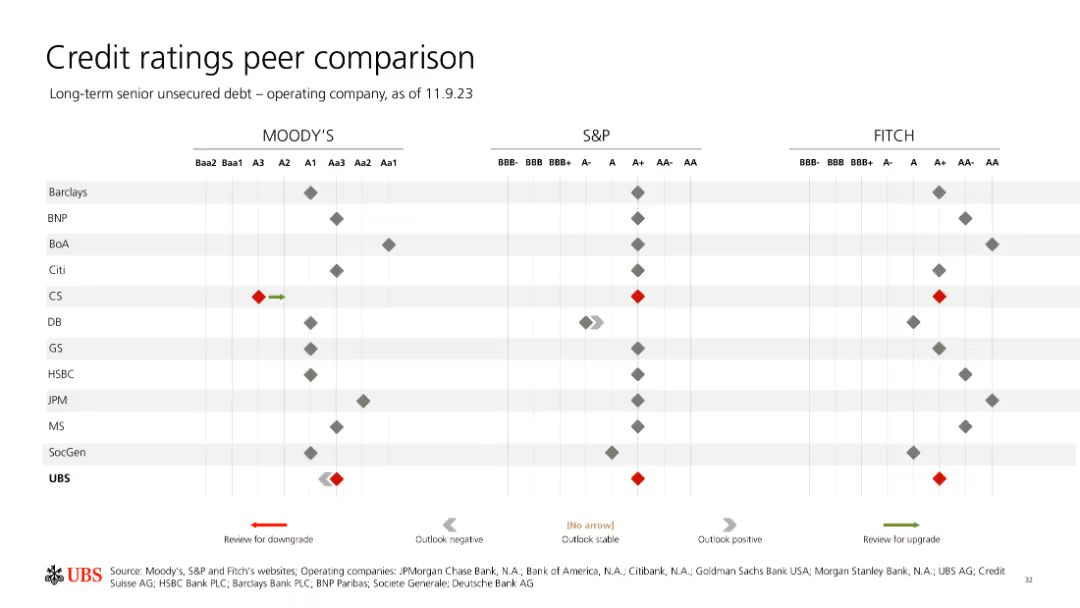 Credit ratings peer comparison
Long-term senior unsecured debt – operating company, as of 11.9.23
MOODY'S S&P FITCH
Baa2 Baa1 A3 A2 A1 Aa3 Aa2 Aa1 BBB- BBB BBB+ A- A A+ AA- AA BBB- BBB BBB+ A- A A+ AA- AA
Barclays
BNP
BoA
Citi
CS
DB
GS
HSBC
JPM
MS
SocGen
UBS
[No arrow]
Review for downgrade Outlook negative Outlook stable Outlook positive Review for upgrade
UBS
Source: Moody's, S&P and Fitch's websites; Operating companies: JPMorgan Chase Bank, N.A.; Bank of America, N.A.; Citibank, N.A.; Goldman Sachs Bank USA; Morgan Stanley Bank, N.A.; UBS AG; Credit
Suisse AG; HSBC Bank PLC; Barclays Bank PLC; BNP Paribas; Societe Generale; Deutsche Bank AG
32